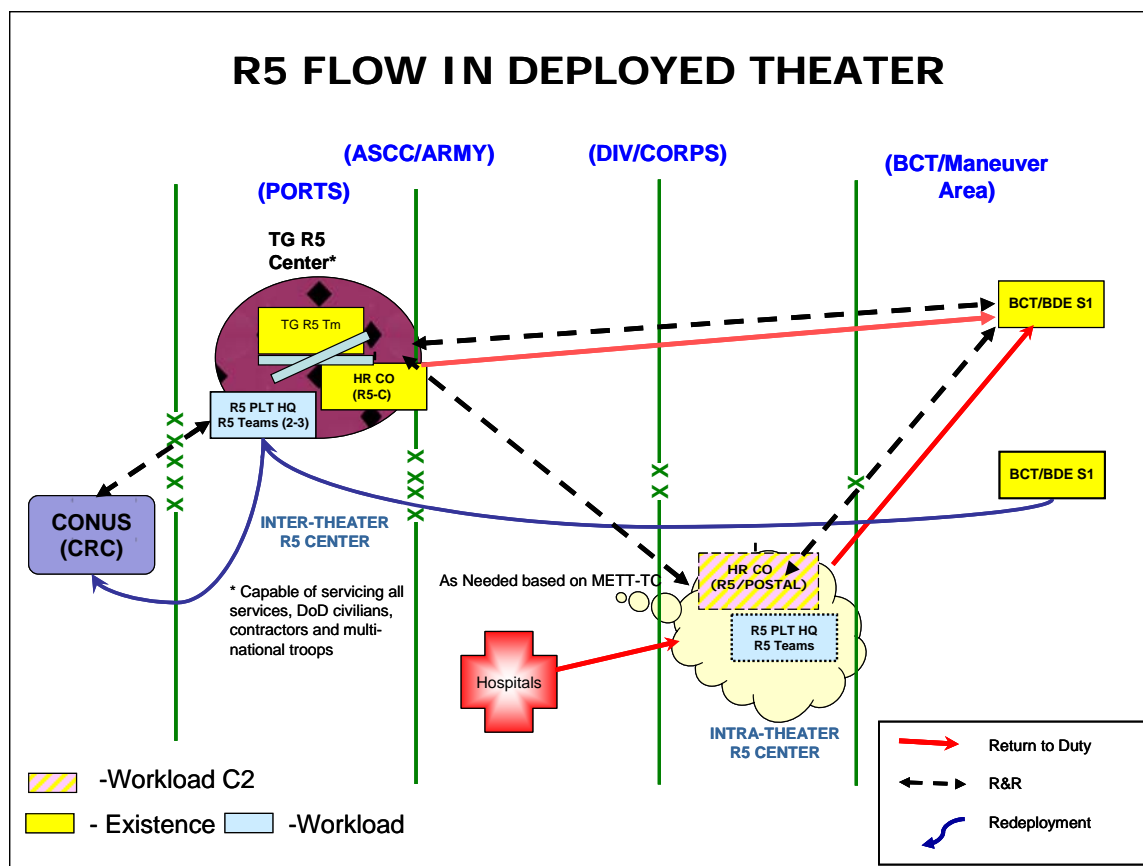 R5 FLOW IN DEPLOYED THEATER
(ASCC/ARMY)
(DIV/CORPS)
(BCT/Maneuver
Area)
(PORTS)
TG R5
Center*
TG R5 Tm
HR CO
(R5-C)
R5 PLT HQ
R5 Teams (2-3)
BCT/BDE S1
X
X
X
X
X
X
X
X
X
X
X
X
BCT/BDE S1
CONUS
(CRC)
INTER-THEATER
R5 CENTER
* Capable of servicing all
services, DoD civilians,
contractors and multi-
national troops
As Needed based on METT-TC
HR CO
(R5/POSTAL)
R5 PLT HQ
R5 Teams
Hospitals
INTRA-THEATER
R5 CENTER
-Workload C2
- Existence
-Workload
Return to Duty
R&R
Redeployment